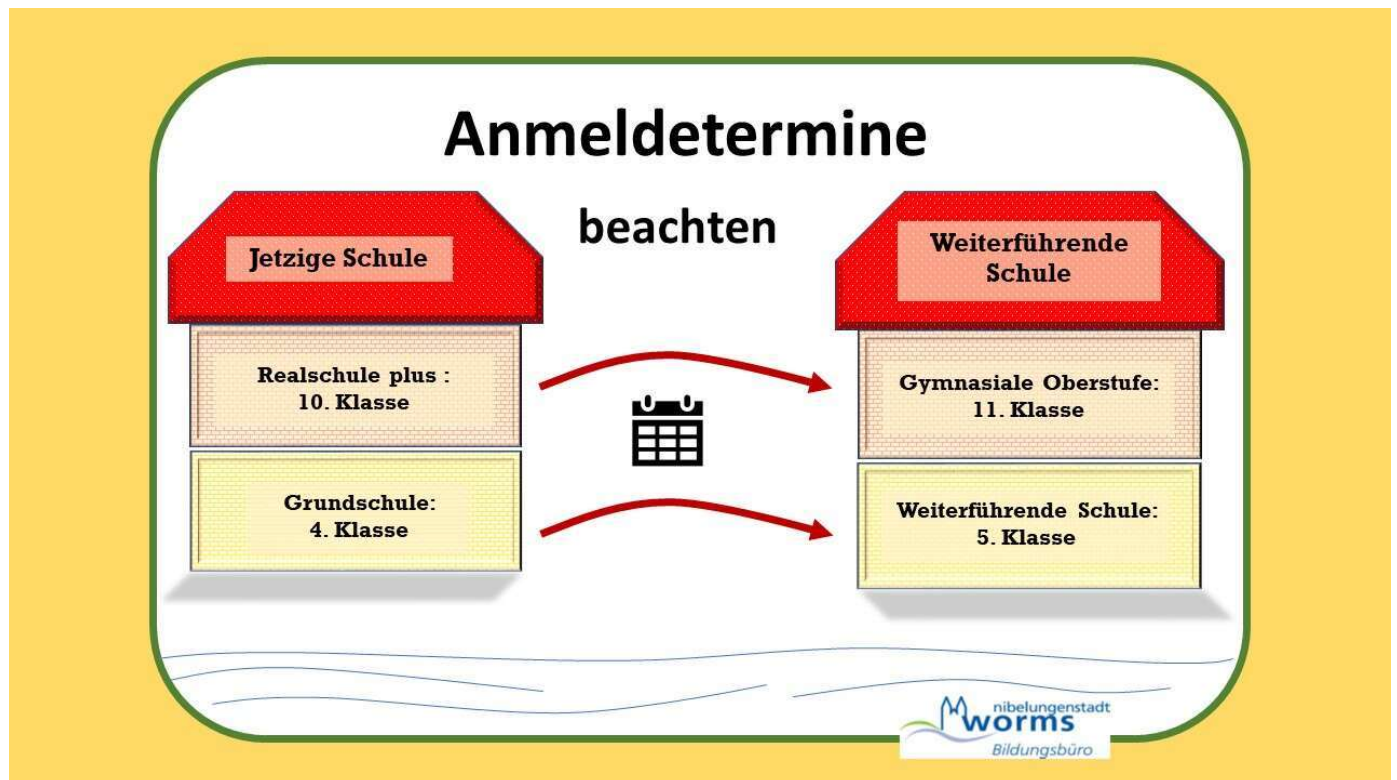 Anmeldetermine
beachten
Jetzige Schule
Realschule plus :
10. Klasse
Grundschule:
4. Klasse
Weiterführende
Schule
Gymnasiale Oberstufe:
11. Klasse
Weiterführende Schule:
5. Klasse
nibelungenstadt
worms
Bildungsbüro